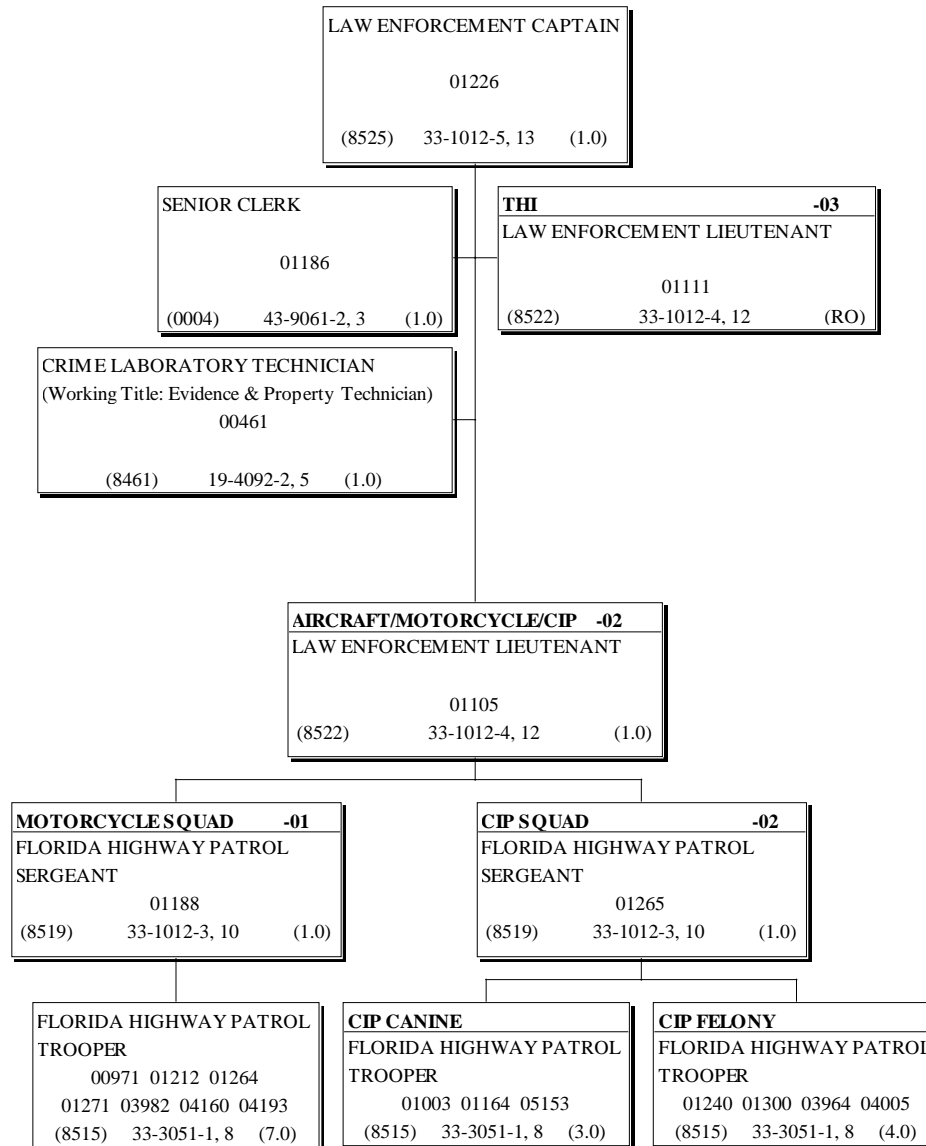 LAW ENFORCEMENT CAPTAIN
01226
(8525) 33-1012-5, 13 (1.0)
SENIOR CLERK
01186
(0004) 43-9061-2, 3 (1.0)
THI -03
LAW ENFORCEMENT LIEUTENANT
01111
(8522) 33-1012-4, 12 (RO)
CRIME LABORATORY TECHNICIAN
(Working Title: Evidence & Property Technician)
00461
(8461) 19-4092-2, 5 (1.0)
AIRCRAFT/MOTORCYCLE/CIP -02
LAW ENFORCEMENT LIEUTENANT
01105
(8522) 33-1012-4, 12 (1.0)
MOTORCYCLE SQUAD -01
FLORIDA HIGHWAY PATROL
SERGEANT
01188
(8519) 33-1012-3, 10 (1.0)
CIP SQUAD -02
FLORIDA HIGHWAY PATROL
SERGEANT
01265
(8519) 33-1012-3, 10 (1.0)
FLORIDA HIGHWAY PATROL
TROOPER
00971 01212 01264
01271 03982 04160 04193
(8515) 33-3051-1, 8 (7.0)
CIP CANINE
FLORIDA HIGHWAY PATROL
TROOPER
01003 01164 05153
(8515) 33-3051-1, 8 (3.0)
CIP FELONY
FLORIDA HIGHWAY PATROL
TROOPER
01240 01300 03964 04005
(8515) 33-3051-1, 8 (4.0)